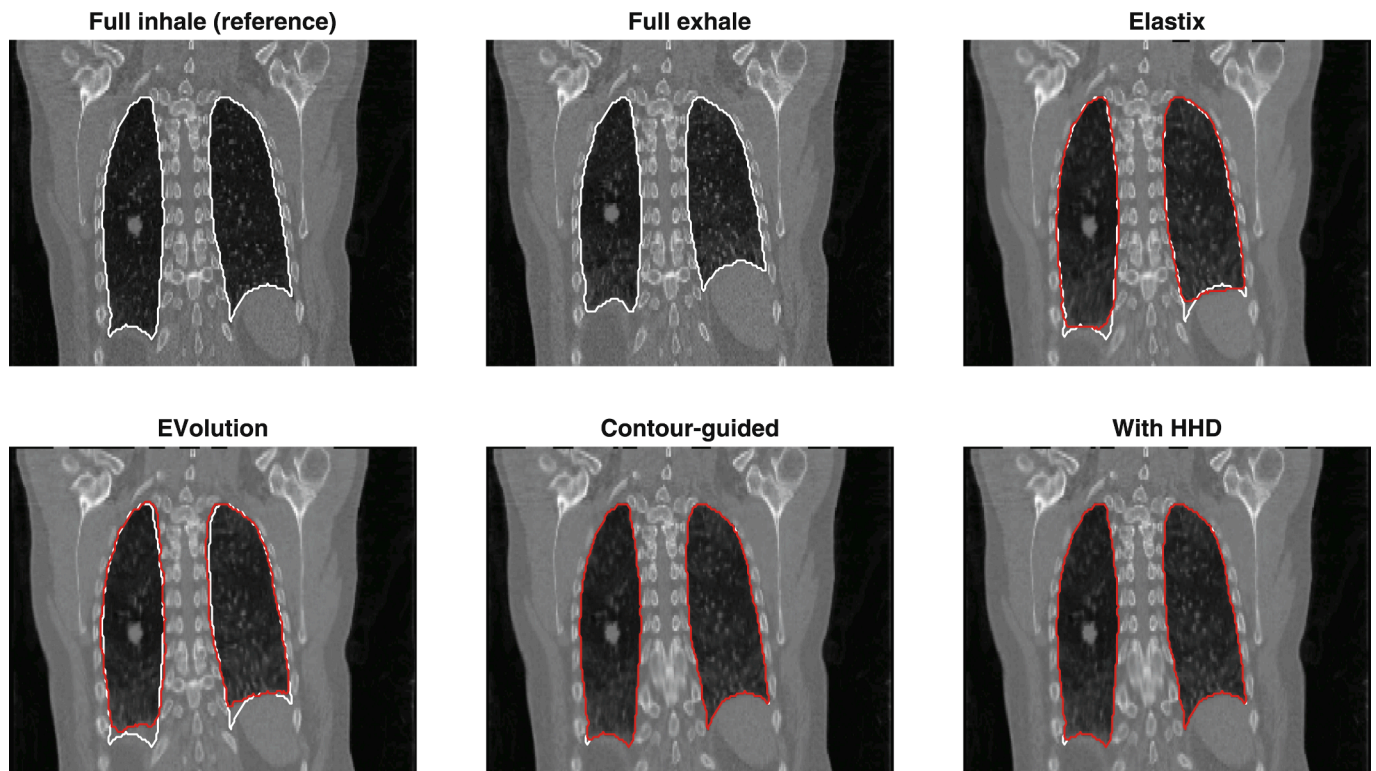 Full inhale (reference)
Full exhale
Elastix
EVolution
Contour-guided
With HHD